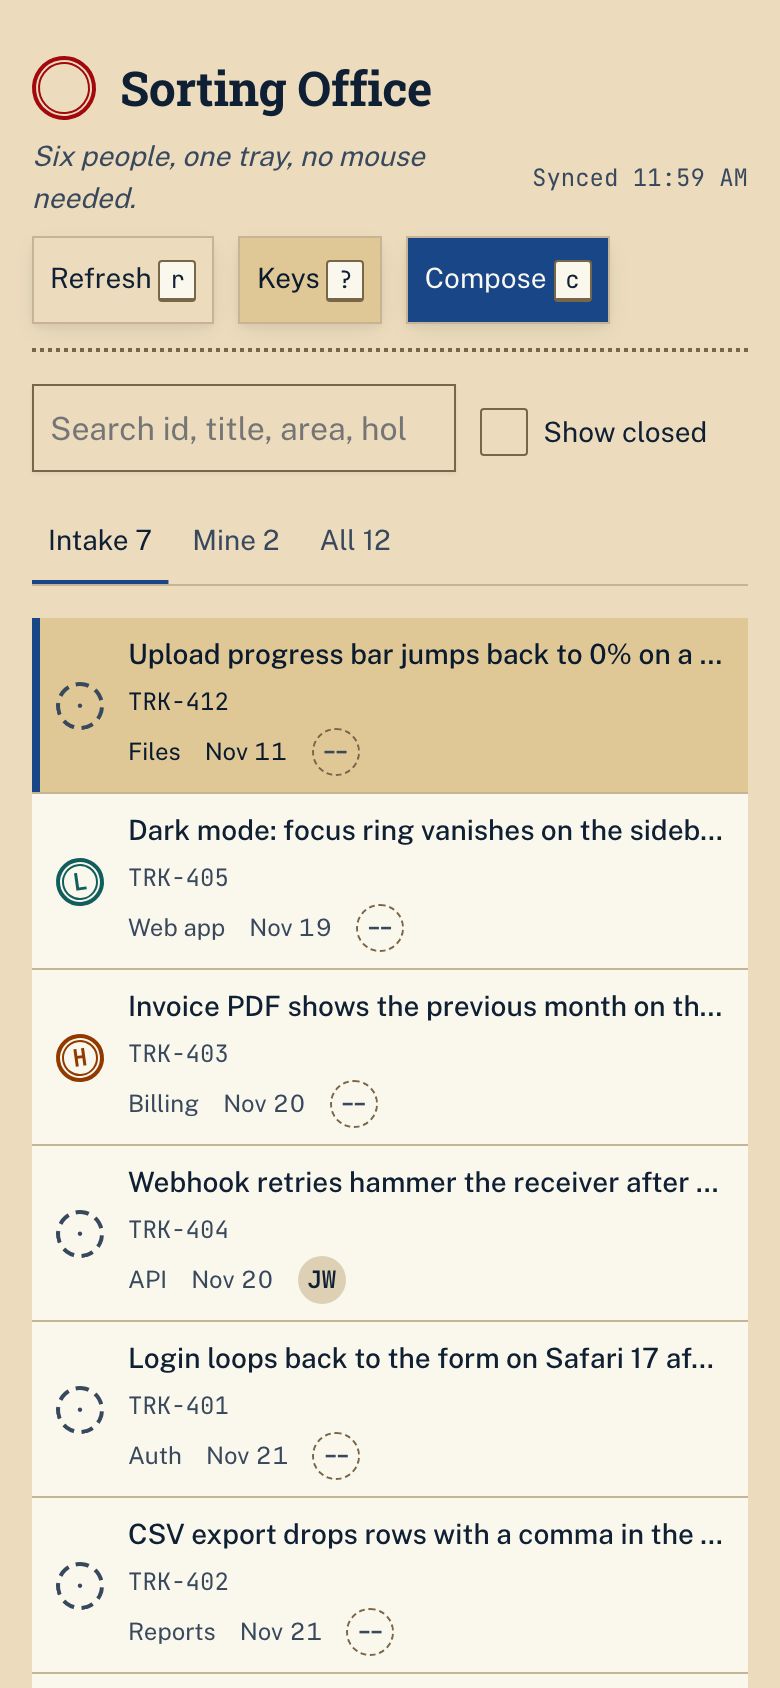 Sorting Office
Six people, one tray, no mouse
needed.
Synced 11:59 AM
Refresh r
Keys ?
Compose c
Search id, title, area, hol
Show closed
Intake 7
Mine 2
All 12
Upload progress bar jumps back to 0% on a ...
TRK-412
Files Nov 11 --
Dark mode: focus ring vanishes on the sideb...
L
TRK-405
Web app Nov 19 --
Invoice PDF shows the previous month on th...
H
TRK-403
Billing Nov 20 --
Webhook retries hammer the receiver after ...
TRK-404
API Nov 20 JW
Login loops back to the form on Safari 17 af...
TRK-401
Auth Nov 21 --
CSV export drops rows with a comma in the ...
TRK-402
Reports Nov 21 --